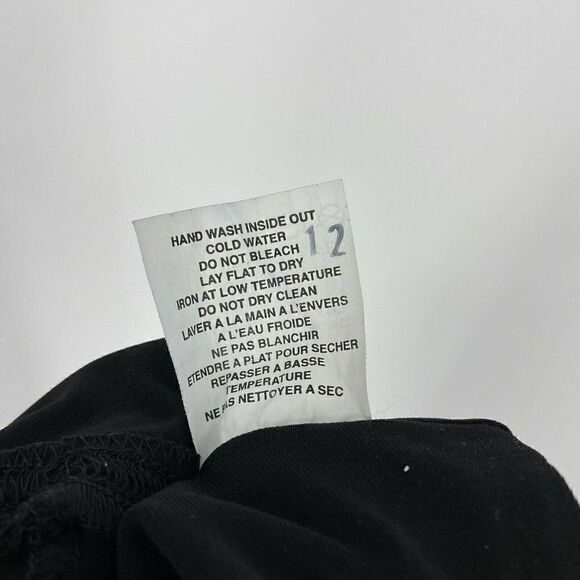 HAND WASH INSIDE OUT
COLD WATER
DO NOT BLEACH
12
LAY FLAT TO DRY
IRON AT LOW TEMPERATURE
DO NOT DRY CLEAN
LAVER A LA MAIN A L'ENVERS
A L'EAU FROIDE
NE PAS BLANCHIR
ETENDRE A PLAT POUR SECHER
REPASSER A BASSE
TEMPERATURE
NE PAS NETTOYER A SEC